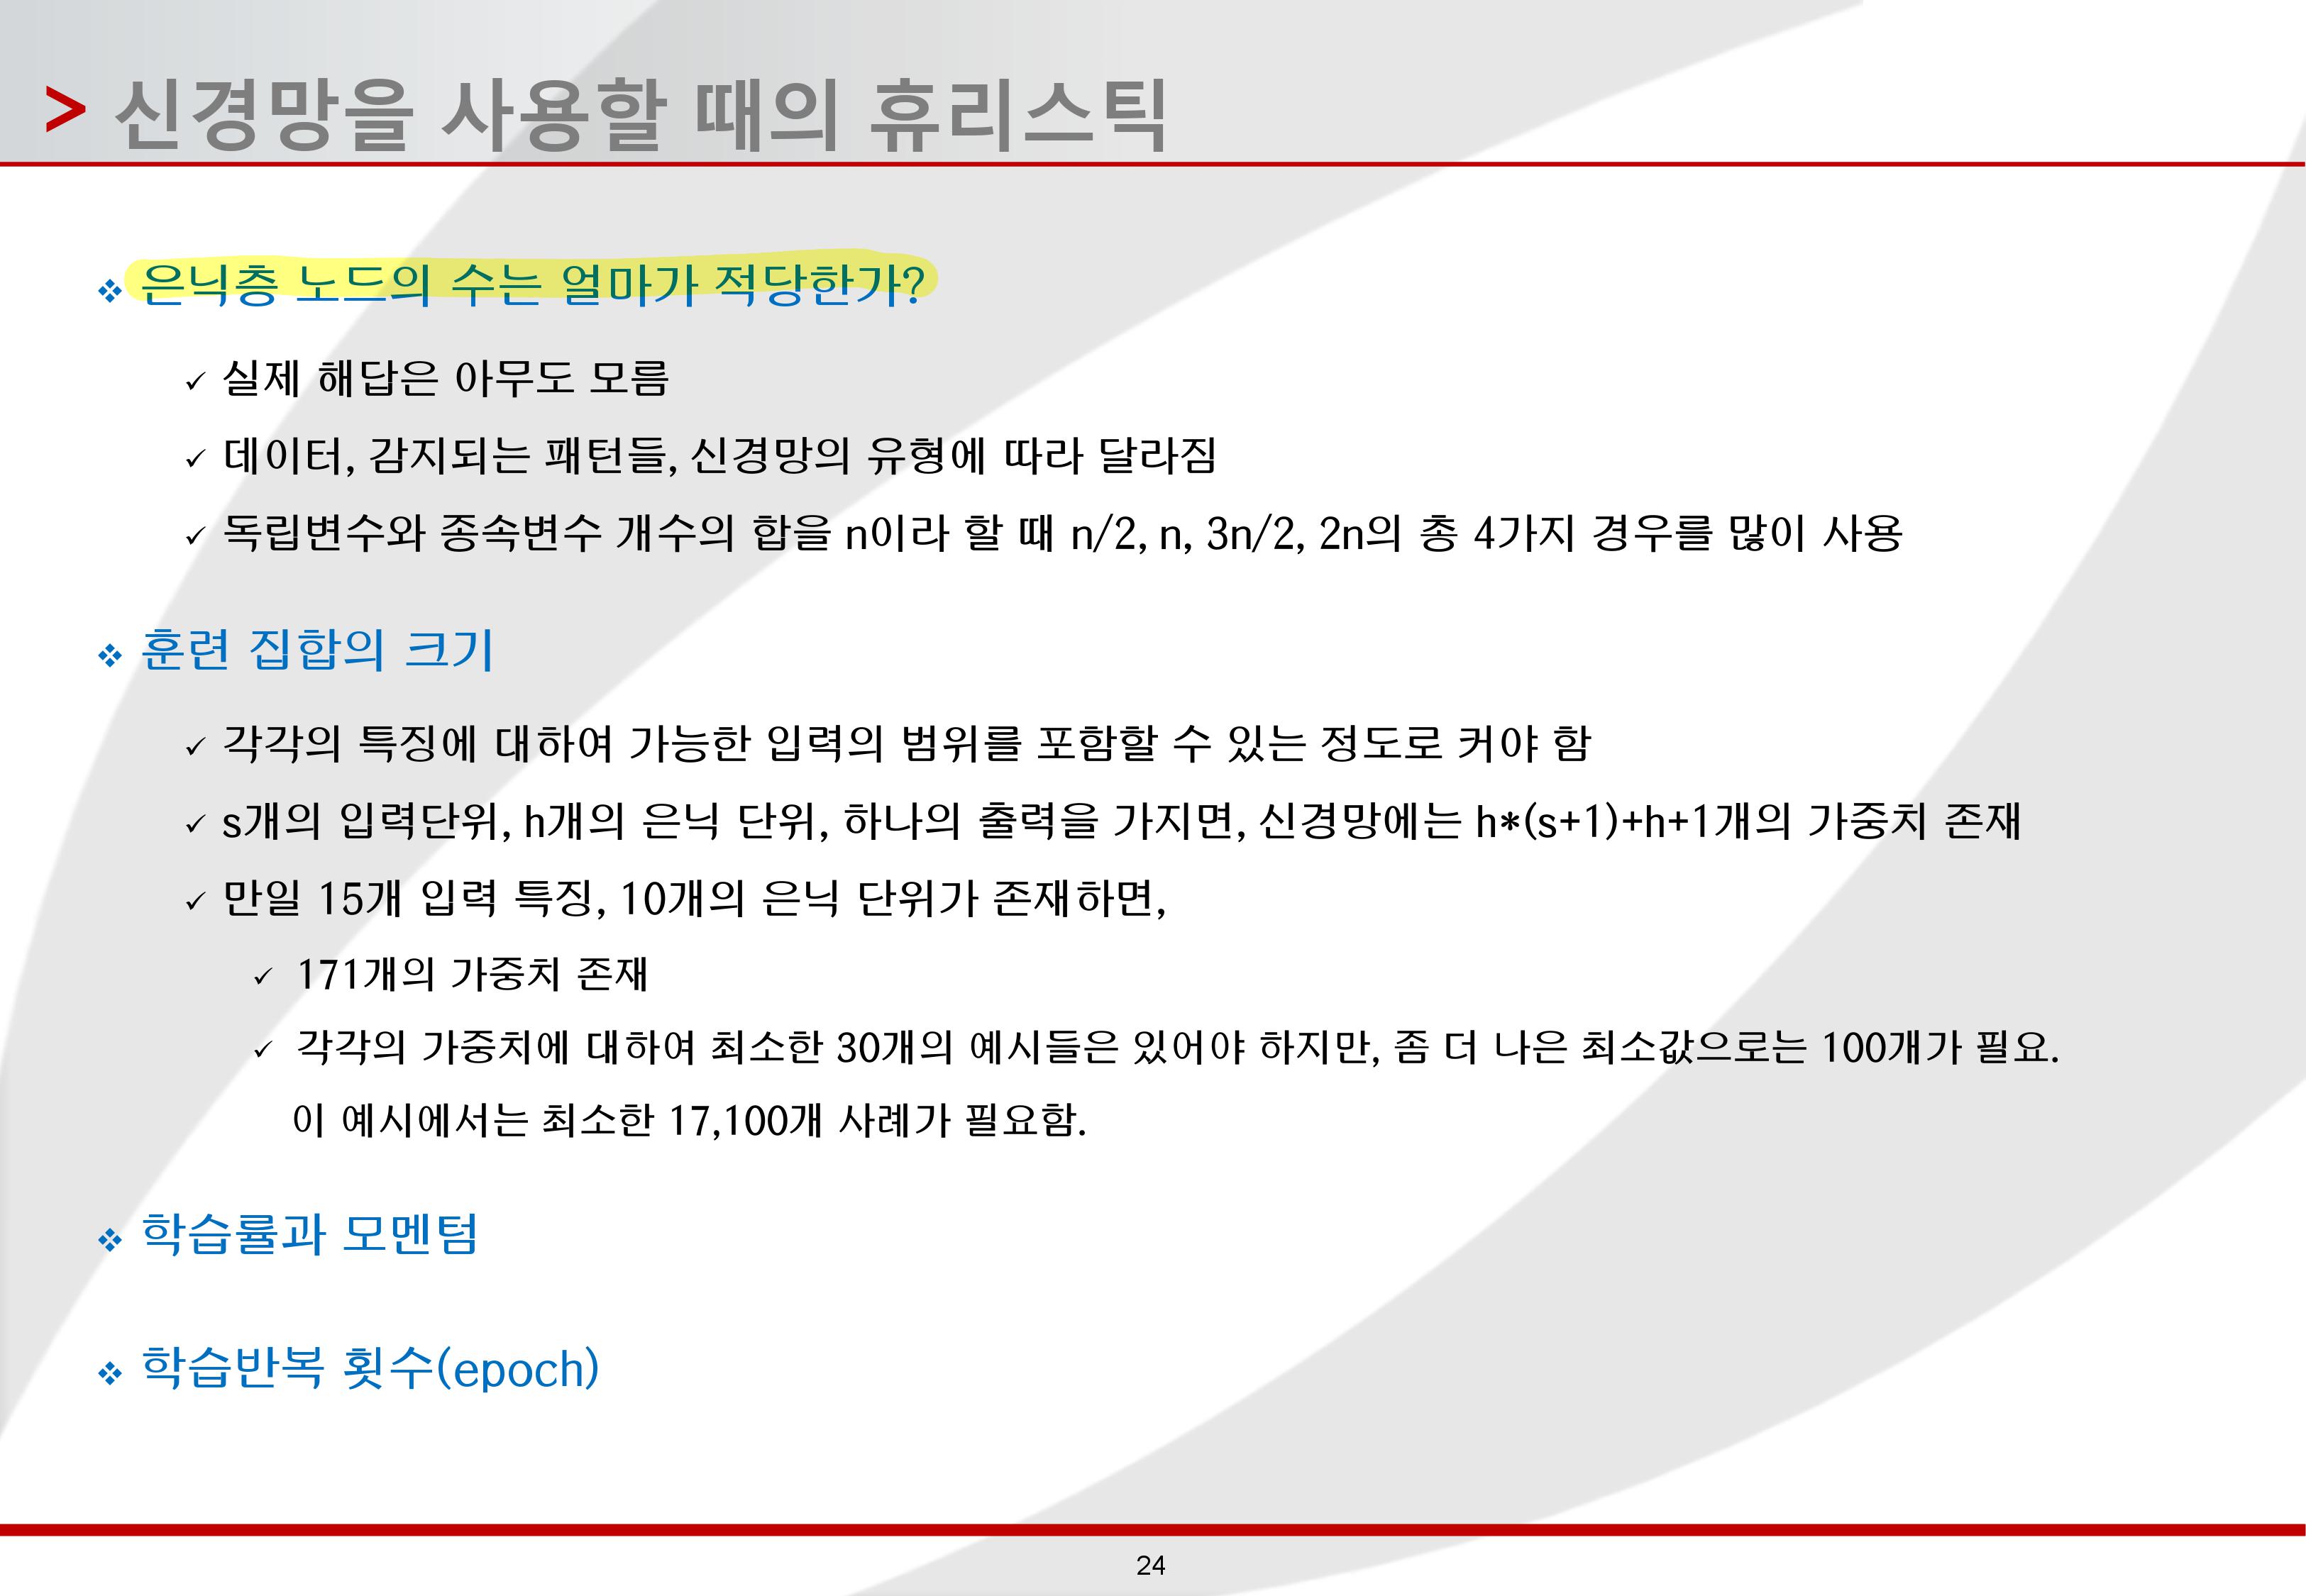 > 신경망을 사용할 때의 휴리스틱
❖ 은닉층 노드의 수는 얼마가 적당한가?
✓ 실제 해답은 아무도 모름
✓ 데이터, 감지되는 패턴들, 신경망의 유형에 따라 달라짐
✓ 독립변수와 종속변수 개수의 합을 n이라 할 때 n/2, n, 3n/2, 2n의 총 4가지 경우를 많이 사용
❖ 훈련 집합의 크기
✓ 각각의 특징에 대하여 가능한 입력의 범위를 포함할 수 있는 정도로 커야 함
✓ s개의 입력단위, h개의 은닉 단위, 하나의 출력을 가지면, 신경망에는 h*(s+1)+h+1개의 가중치 존재
✓ 만일 15개 입력 특징, 10개의 은닉 단위가 존재하면,
✓ 171개의 가중치 존재
✓ 각각의 가중치에 대하여 최소한 30개의 예시들은 있어야 하지만, 좀 더 나은 최소값으로는 100개가 필요.
이 예시에서는 최소한 17,100개 사례가 필요함.
❖ 학습률과 모멘텀
❖ 학습반복 횟수(epoch)
24